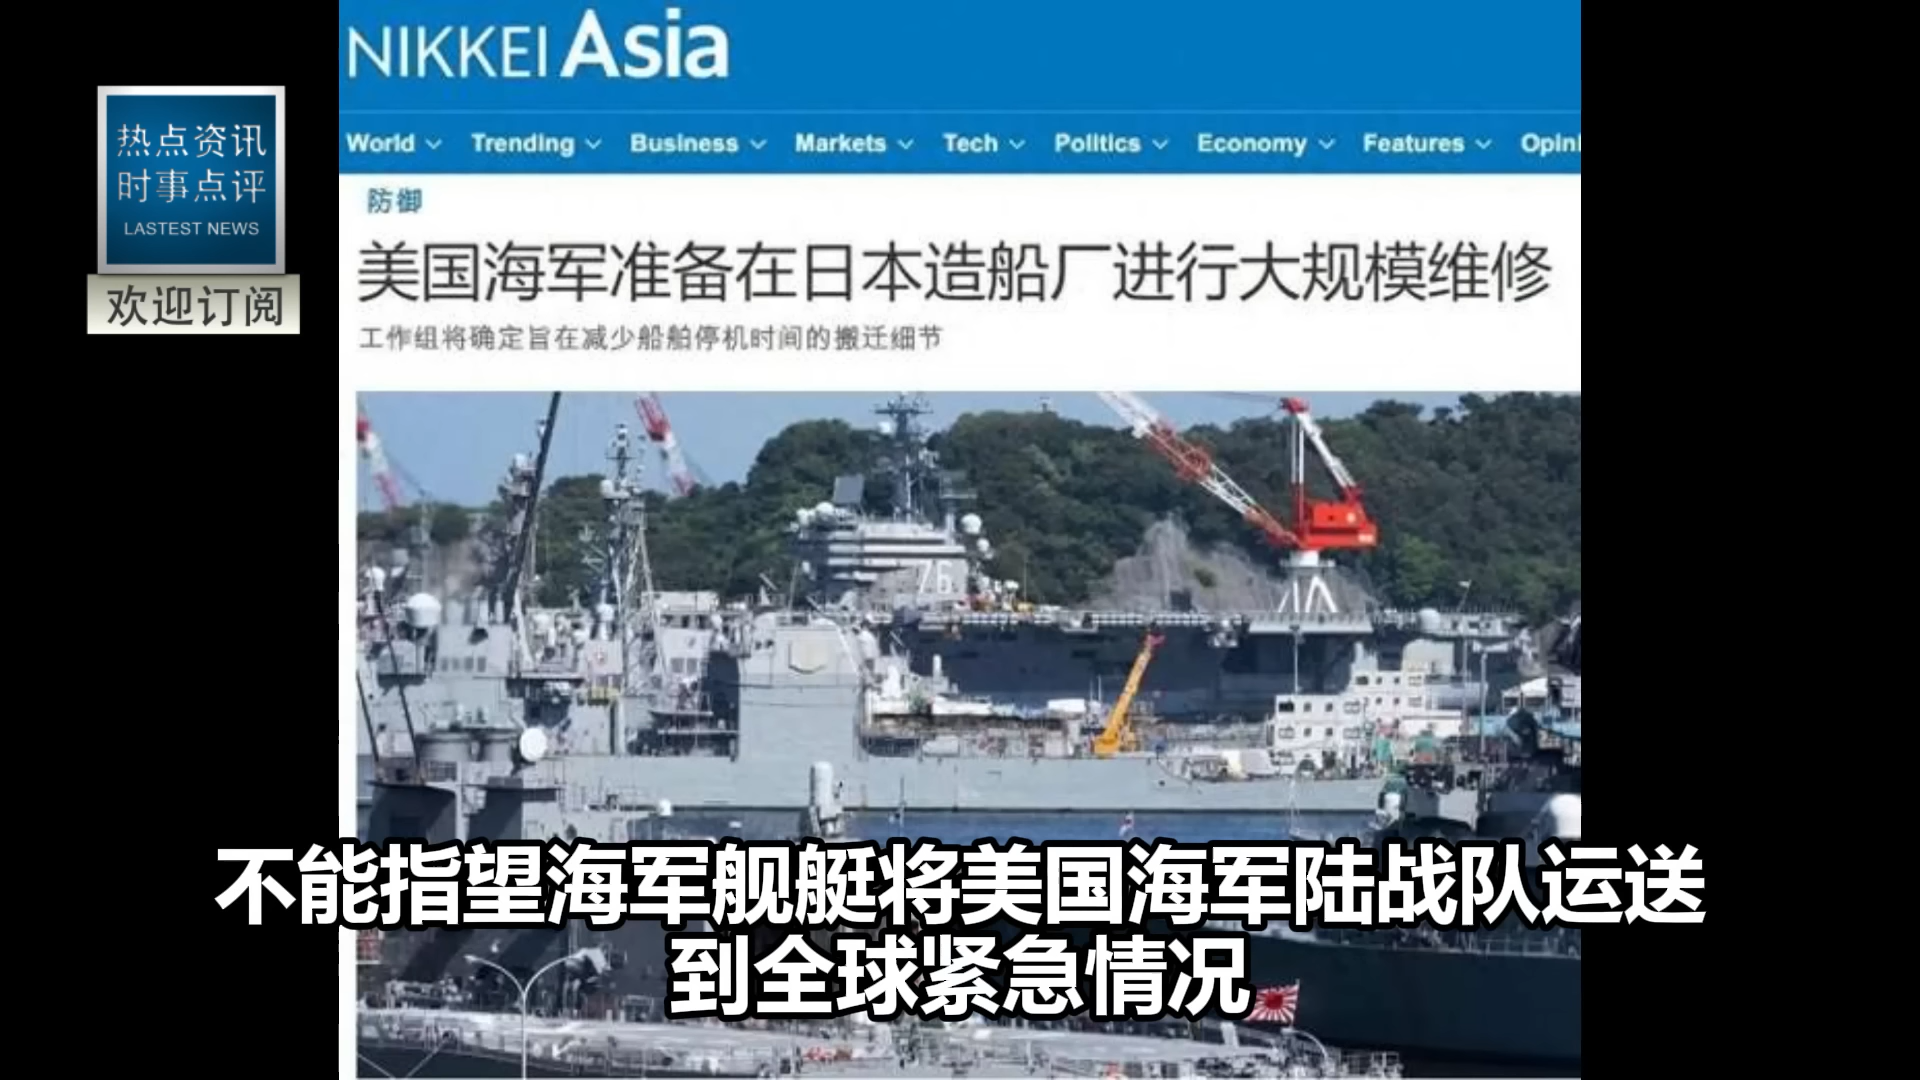 NIKKEI Asia
热点资讯
时事点评
LASTEST NEWS
欢迎订阅
World Trending Business Markets Tech Politics Economy Features Opini
防御
美国海军准备在日本造船厂进行大规模维修
工作组将确定旨在减少船舶停机时间的搬迁细节
76
不能指望海军舰艇将美国海军陆战队运送
到全球紧急情况